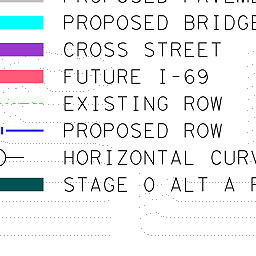 PROPOSED BRIDGE
CROSS STREET
FUTURE I-69
EXISTING ROW
PROPOSED ROW
HORIZONTAL CURV
STAGE 0 ALT A